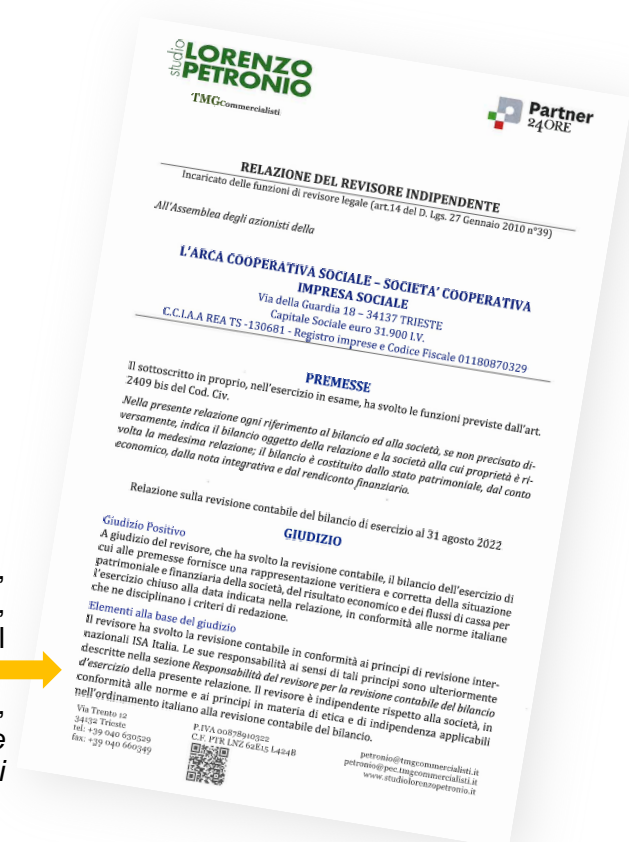 studio
LORENZO
PETRONIO
TMGCommercialisti
Partner
24ORE
RELAZIONE DEL REVISORE INDIPENDENTE
Incaricato delle funzioni di revisore legale (art.14 del D. Lgs. 27 Gennaio 2010 n°39)
All'Assemblea degli azionisti della
L'ARCA COOPERATIVA SOCIALE – SOCIETA' COOPERATIVA
IMPRESA SOCIALE
Via della Guardia 18 – 34137 TRIESTE
Capitale Sociale euro 31.900 I.V.
C.C.I.A.A REA TS -130681 - Registro imprese e Codice Fiscale 01180870329
PREMESSE
Il sottoscritto in proprio, nell'esercizio in esame, ha svolto le funzioni previste dall'art.
2409 bis del Cod. Civ.
Nella presente relazione ogni riferimento al bilancio ed alla società, se non precisato di-
versamente, indica il bilancio oggetto della relazione e la società alla cui proprietà è ri-
volta la medesima relazione; il bilancio è costituito dallo stato patrimoniale, dal conto
economico, dalla nota integrativa e dal rendiconto finanziario.
Relazione sulla revisione contabile del bilancio di esercizio al 31 agosto 2022
GIUDIZIO
Giudizio Positivo
A giudizio del revisore, che ha svolto la revisione contabile, il bilancio dell'esercizio di
cui alle premesse fornisce una rappresentazione veritiera e corretta della situazione
patrimoniale e finanziaria della società, del risultato economico e dei flussi di cassa per
l'esercizio chiuso alla data indicata nella relazione, in conformità alle norme italiane
che ne disciplinano i criteri di redazione.
Elementi alla base del giudizio
Il revisore ha svolto la revisione contabile in conformità ai principi di revisione inter-
nazionali ISA Italia. Le sue responsabilità ai sensi di tali principi sono ulteriormente
descritte nella sezione Responsabilità del revisore per la revisione contabile del bilancio
d'esercizio della presente relazione. Il revisore è indipendente rispetto alla società, in
conformità alle norme e ai principi in materia di etica e di indipendenza applicabili
nell'ordinamento italiano alla revisione contabile del bilancio.
Via Trento 12
34132 Trieste
tel: +39 040 630529
fax: +39 040 660349
P.IVA 00878910322
C.F. PTR LNZ 62E15 L424B
petronio@tmgcommercialisti.it
petronio@pec.tmgcommercialisti.it
www.studiolorenzopetronio.it